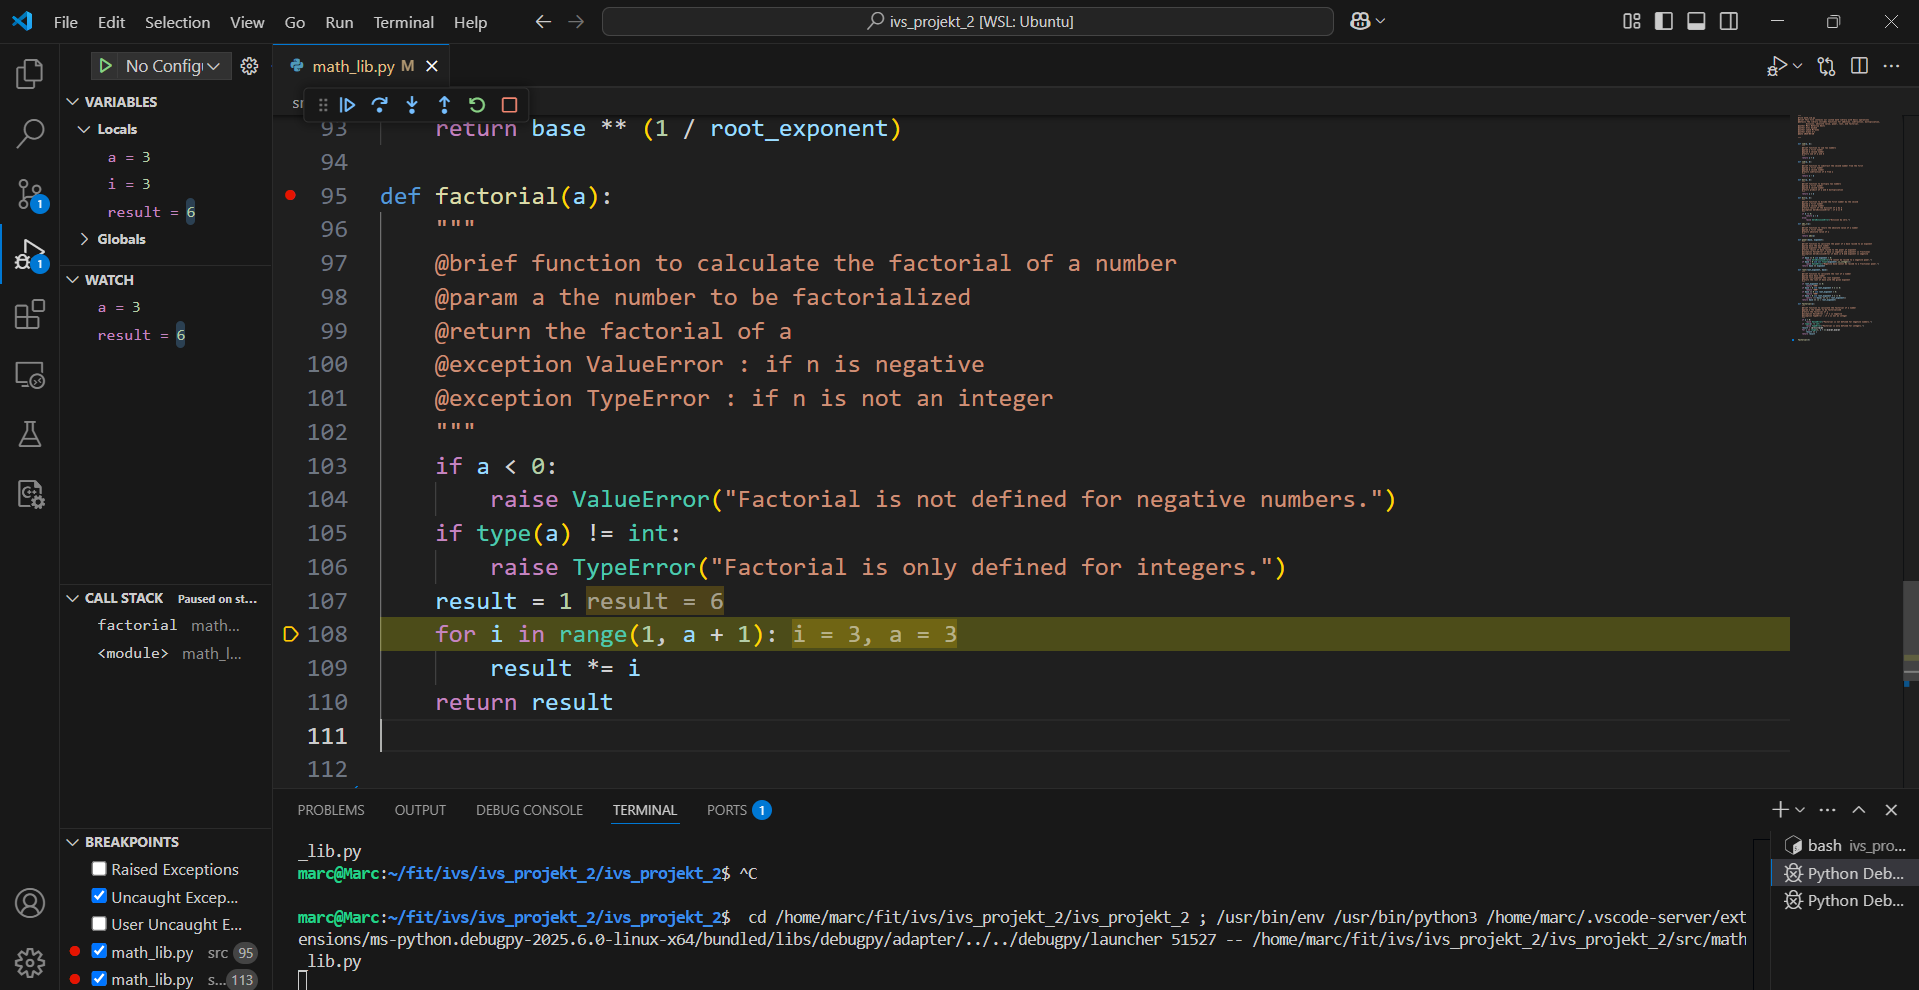 File Edit Selection View Go Run Terminal Help
ivs_projekt_2 [WSL: Ubuntu]
No Config
math_lib.py M
VARIABLES
Locals
a = 3
i = 3
result = 6
Globals
WATCH
a = 3
result = 6
CALL STACK Paused on st...
factorial math...
<module> math_l...
BREAKPOINTS
Raised Exceptions
Uncaught Excep...
User Uncaught E...
math_lib.py src 95
math_lib.py s... 113
1
1
93 return base ** (1 / root_exponent)
94
95 def factorial(a):
96 """
97 @brief function to calculate the factorial of a number
98 @param a the number to be factorialized
99 @return the factorial of a
100 @exception ValueError : if n is negative
101 @exception TypeError : if n is not an integer
102 """
103 if a < 0:
104 raise ValueError("Factorial is not defined for negative numbers.")
105 if type(a) != int:
106 raise TypeError("Factorial is only defined for integers.")
107 result = 1 result = 6
108 for i in range(1, a + 1): i = 3, a = 3
109 result *= i
110 return result
111
112
PROBLEMS OUTPUT DEBUG CONSOLE TERMINAL PORTS 1
_lib.py
marc@Marc:~/fit/ivs/ivs_projekt_2/ivs_projekt_2$ ^C
marc@Marc:~/fit/ivs/ivs_projekt_2/ivs_projekt_2$ cd /home/marc/fit/ivs/ivs_projekt_2/ivs_projekt_2 ; /usr/bin/env /usr/bin/python3 /home/marc/.vscode-server/ext
ensions/ms-python.debugpy-2025.6.0-linux-x64/bundled/libs/debugpy/adapter/../../debugpy/launcher 51527 -- /home/marc/fit/ivs/ivs_projekt_2/ivs_projekt_2/src/math
_lib.py
bash ivs_pro...
Python Deb...
Python Deb...